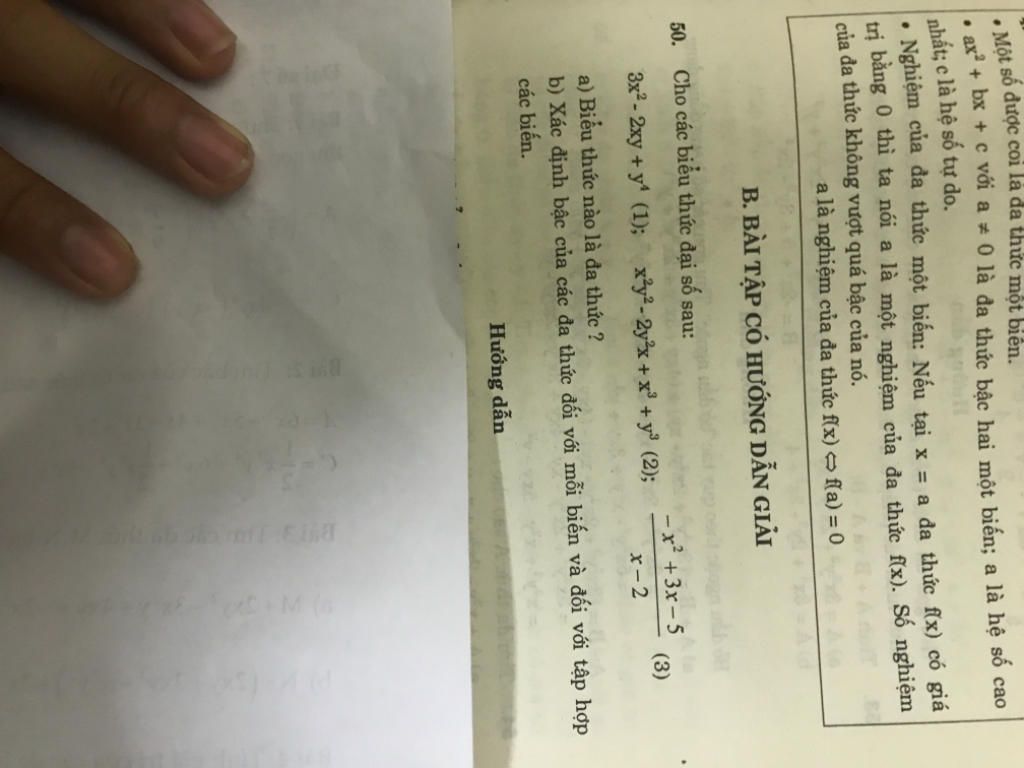 • Một số được coi là đa thức một biến.
• ax² + bx + c với a ≠ 0 là đa thức bậc hai một biến; a là hệ số cao
nhất; c là hệ số tự do.
• Nghiệm của đa thức một biến: Nếu tại x = a đa thức f(x) có giá
trị bằng 0 thì ta nói a là một nghiệm của đa thức f(x). Số nghiệm
của đa thức không vượt quá bậc của nó.
a là nghiệm của đa thức f(x) ⇔ f(a) = 0
B. BÀI TẬP CÓ HƯỚNG DẪN GIẢI
50. Cho các biểu thức đại số sau:
3x² - 2xy + y⁴ (1); x²y² - 2y²x + x³ + y³ (2); (−x² + 3x − 5)/(x − 2) (3)
a) Biểu thức nào là đa thức?
b) Xác định bậc của các đa thức đối với mỗi biến và đối với tập hợp
các biến.
Hướng dẫn